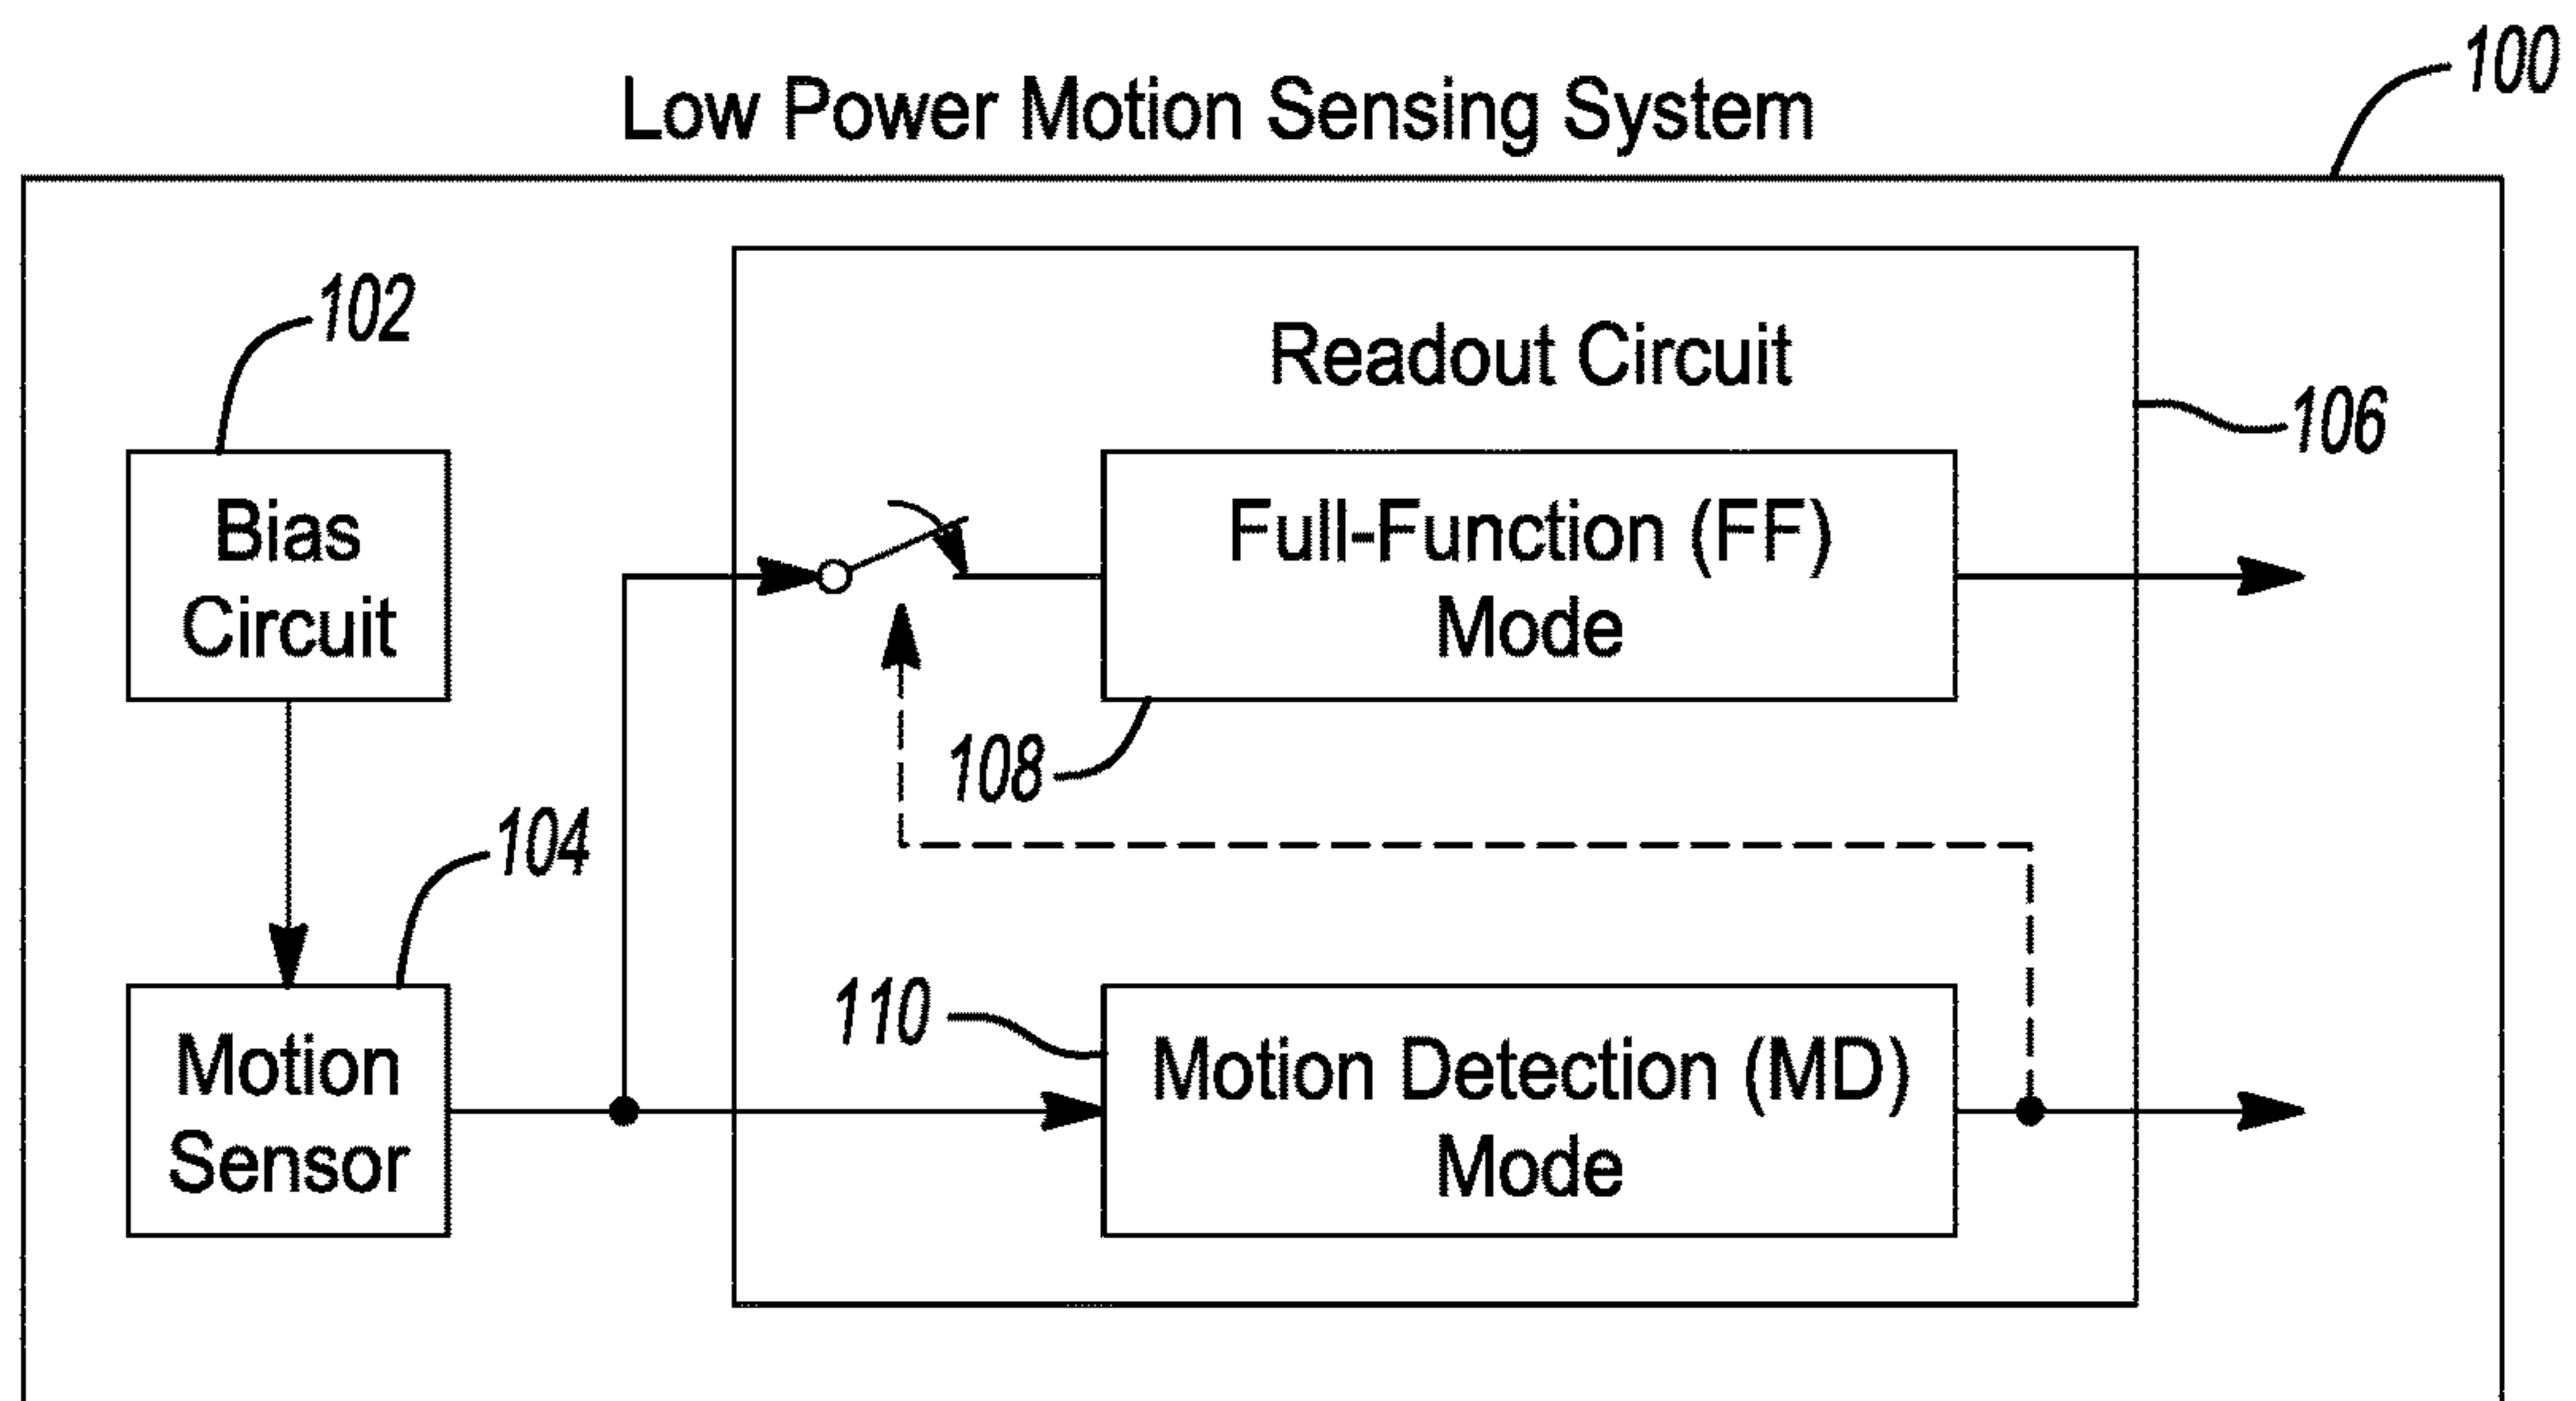 100
Low Power Motion Sensing System
102
Readout Circuit
106
Bias
Circuit
Full-Function (FF)
Mode
108
104
110
Motion
Sensor
Motion Detection (MD)
Mode